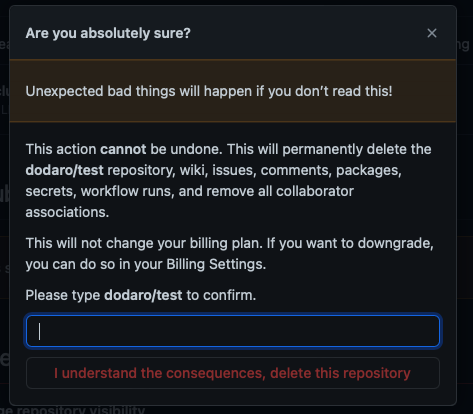 Are you absolutely sure?
Unexpected bad things will happen if you don’t read this!
This action cannot be undone. This will permanently delete the
dodaro/test repository, wiki, issues, comments, packages,
secrets, workflow runs, and remove all collaborator
associations.
This will not change your billing plan. If you want to downgrade,
you can do so in your Billing Settings.
Please type dodaro/test to confirm.
I understand the consequences, delete this repository
ge repository visibility